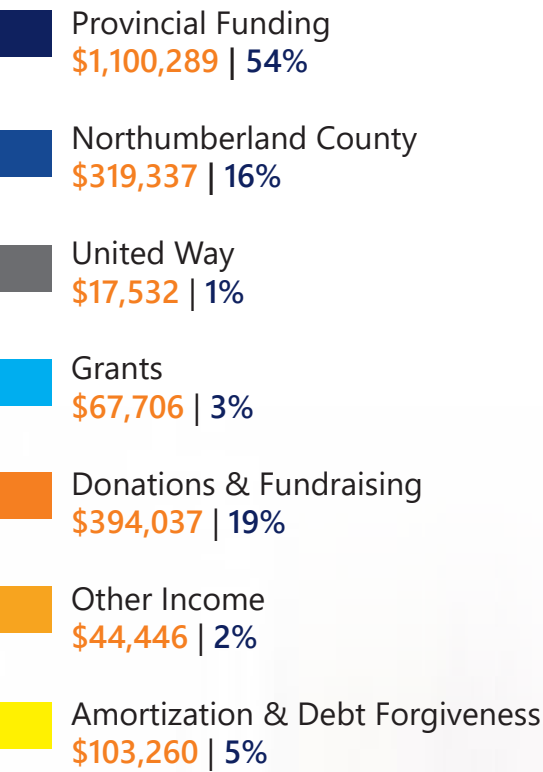 Provincial Funding
$1,100,289 | 54%
Northumberland County
$319,337 | 16%
United Way
$17,532 | 1%
Grants
$67,706 | 3%
Donations & Fundraising
$394,037 | 19%
Other Income
$44,446 | 2%
Amortization & Debt Forgiveness
$103,260 | 5%